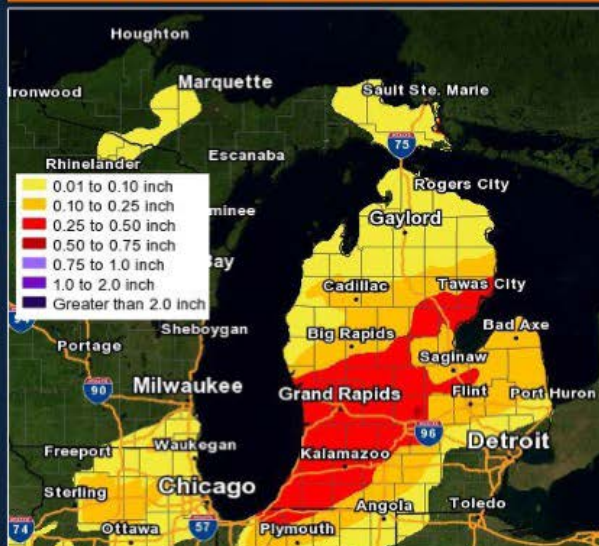 Houghton
Marquette
Ironwood
Sault Ste. Marie
75
Rhinelander
Escanaba
Rogers City
0.01 to 0.10 inch
0.10 to 0.25 inch
0.25 to 0.50 inch
0.50 to 0.75 inch
0.75 to 1.0 inch
1.0 to 2.0 inch
Greater than 2.0 inch
minee
Gaylord
Bay
Cadillac
Tawas City
Sheboygan
Big Rapids
Bad Axe
Portage
Saginaw
90
Milwaukee
Grand Rapids
Flint
Port Huron
96
Detroit
Freeport
Waukegan
Kalamazoo
Sterling
Chicago
Angola
Toledo
74
Ottawa
57
Plymouth